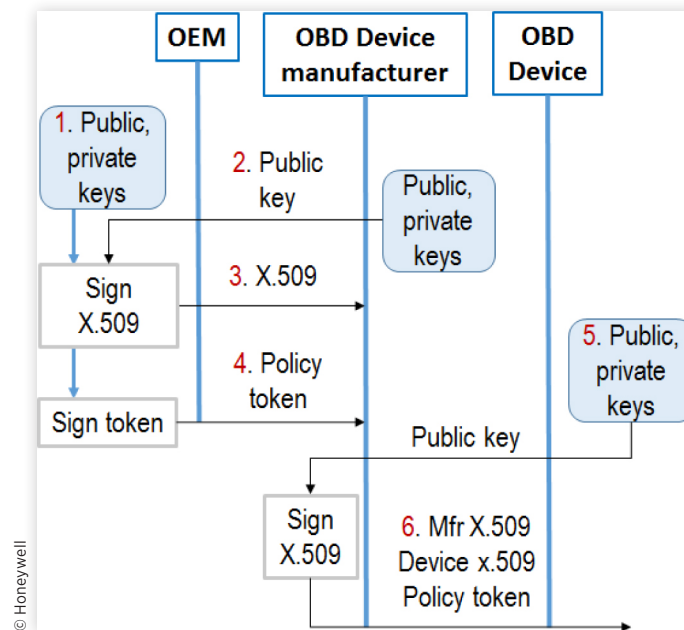 OEM
OBD Device
manufacturer
OBD
Device
1. Public,
private
keys
2. Public
key
Public,
private
keys
Sign
X.509
3. X.509
4. Policy
token
Sign token
5. Public,
private
keys
Public key
Sign
X.509
6. Mfr X.509
Device x.509
Policy token
© Honeywell